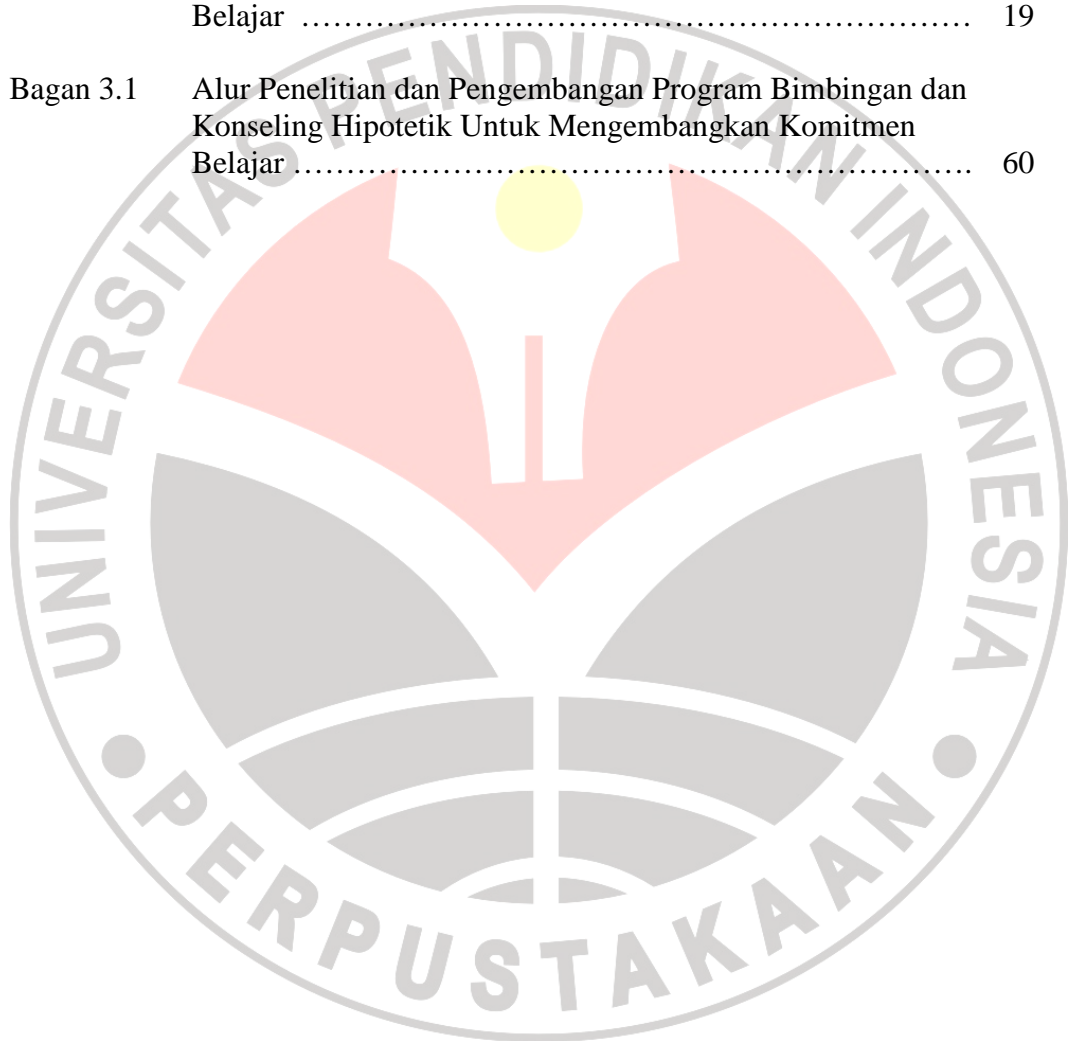 Belajar ………………………………………………………… 19
Bagan 3.1 Alur Penelitian dan Pengembangan Program Bimbingan dan
Konseling Hipotetik Untuk Mengembangkan Komitmen
Belajar …………………………………………………………. 60
UNIVERSITAS PENDIDIKAN INDONESIA
PERPUSTAKAAN